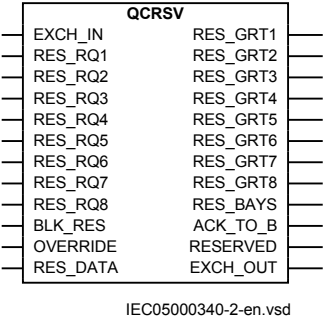 QCRSV
EXCH_IN RES_GRT1
RES_RQ1 RES_GRT2
RES_RQ2 RES_GRT3
RES_RQ3 RES_GRT4
RES_RQ4 RES_GRT5
RES_RQ5 RES_GRT6
RES_RQ6 RES_GRT7
RES_RQ7 RES_GRT8
RES_RQ8 RES_BAYS
BLK_RES ACK_TO_B
OVERRIDE RESERVED
RES_DATA EXCH_OUT
IEC05000340-2-en.vsd